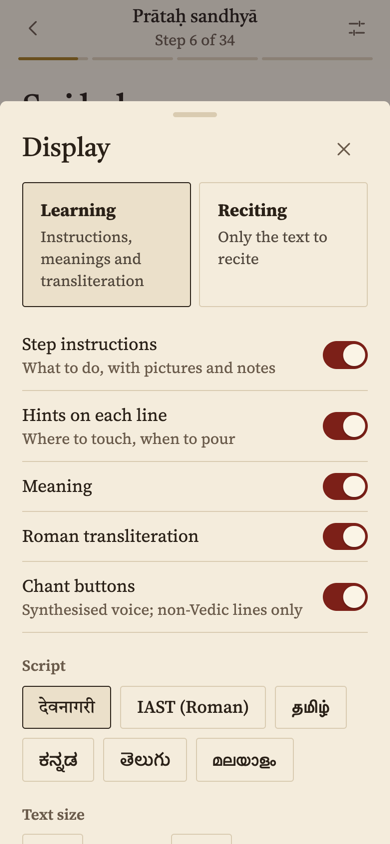 Prātaḥ sandhyā
Step 6 of 34
Display
Learning
Instructions,
meanings and
transliteration
Reciting
Only the text to
recite
Step instructions
What to do, with pictures and notes
Hints on each line
Where to touch, when to pour
Meaning
Roman transliteration
Chant buttons
Synthesised voice; non-Vedic lines only
Script
देवनागरी
IAST (Roman)
தமிழ்
ಕನ್ನಡ
తెలుగు
മലയാളം
Text size